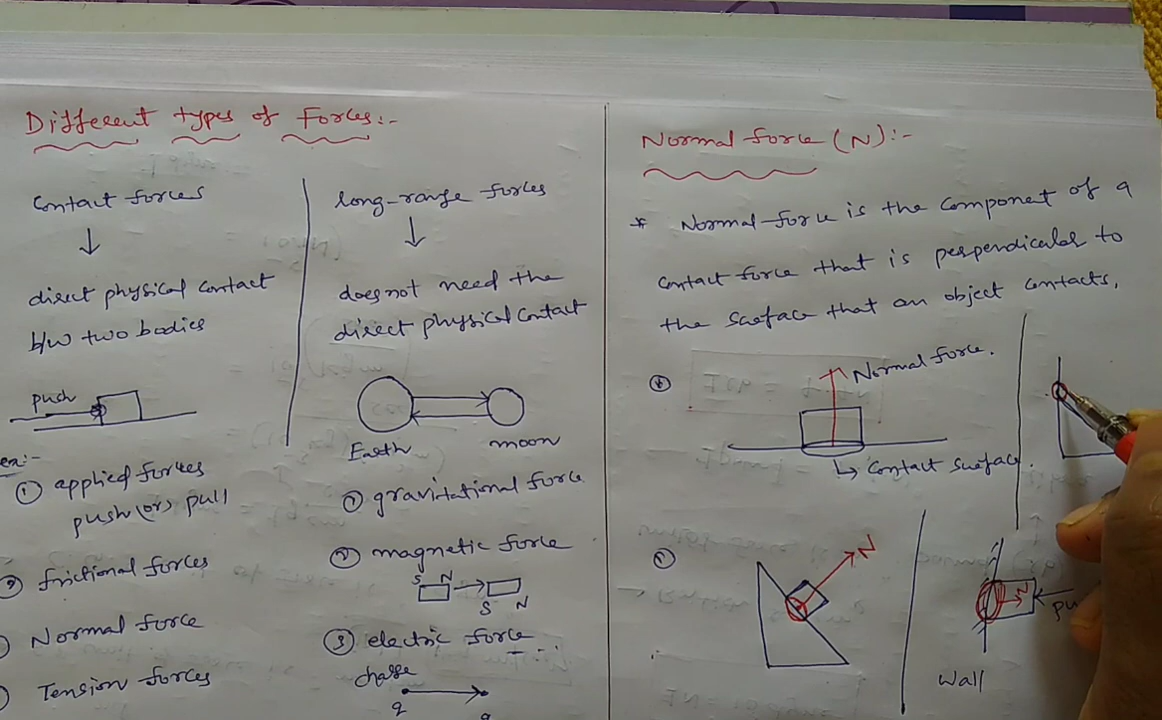 Different types of Forces:-
Contact forces
↓
direct physical contact
b/w two bodies
push
ex:-
① applied forces
push (or) pull
② frictional forces
Normal force
Tension forces
long-range forces
↓
does not need the
direct physical contact
Earth
moon
① gravitational force
② magnetic force
S N
S N
③ electric force
charge
q
q
Normal force (N):-
* Normal force is the component of a
contact force that is perpendicular to
the surface that an object contacts.
Normal force.
↳ Contact surface.
N
N
pu
Wall